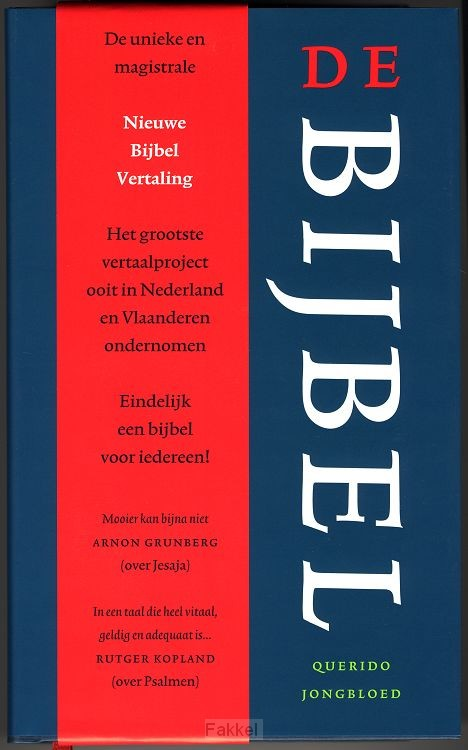 De unieke en
magistrale
Nieuwe
Bijbel
Vertaling
Het grootste
vertaalproject
ooit in Nederland
en Vlaanderen
ondernomen
Eindelijk
een bijbel
voor iedereen!
Mooier kan bijna niet
ARNON GRUNBERG
(over Jesaja)
In een taal die heel vitaal,
geldig en adequaat is...
RUTGER KOPLAND
(over Psalmen)
DE
BIJBEL
QUERIDO
JONGBLOED
Fakkel